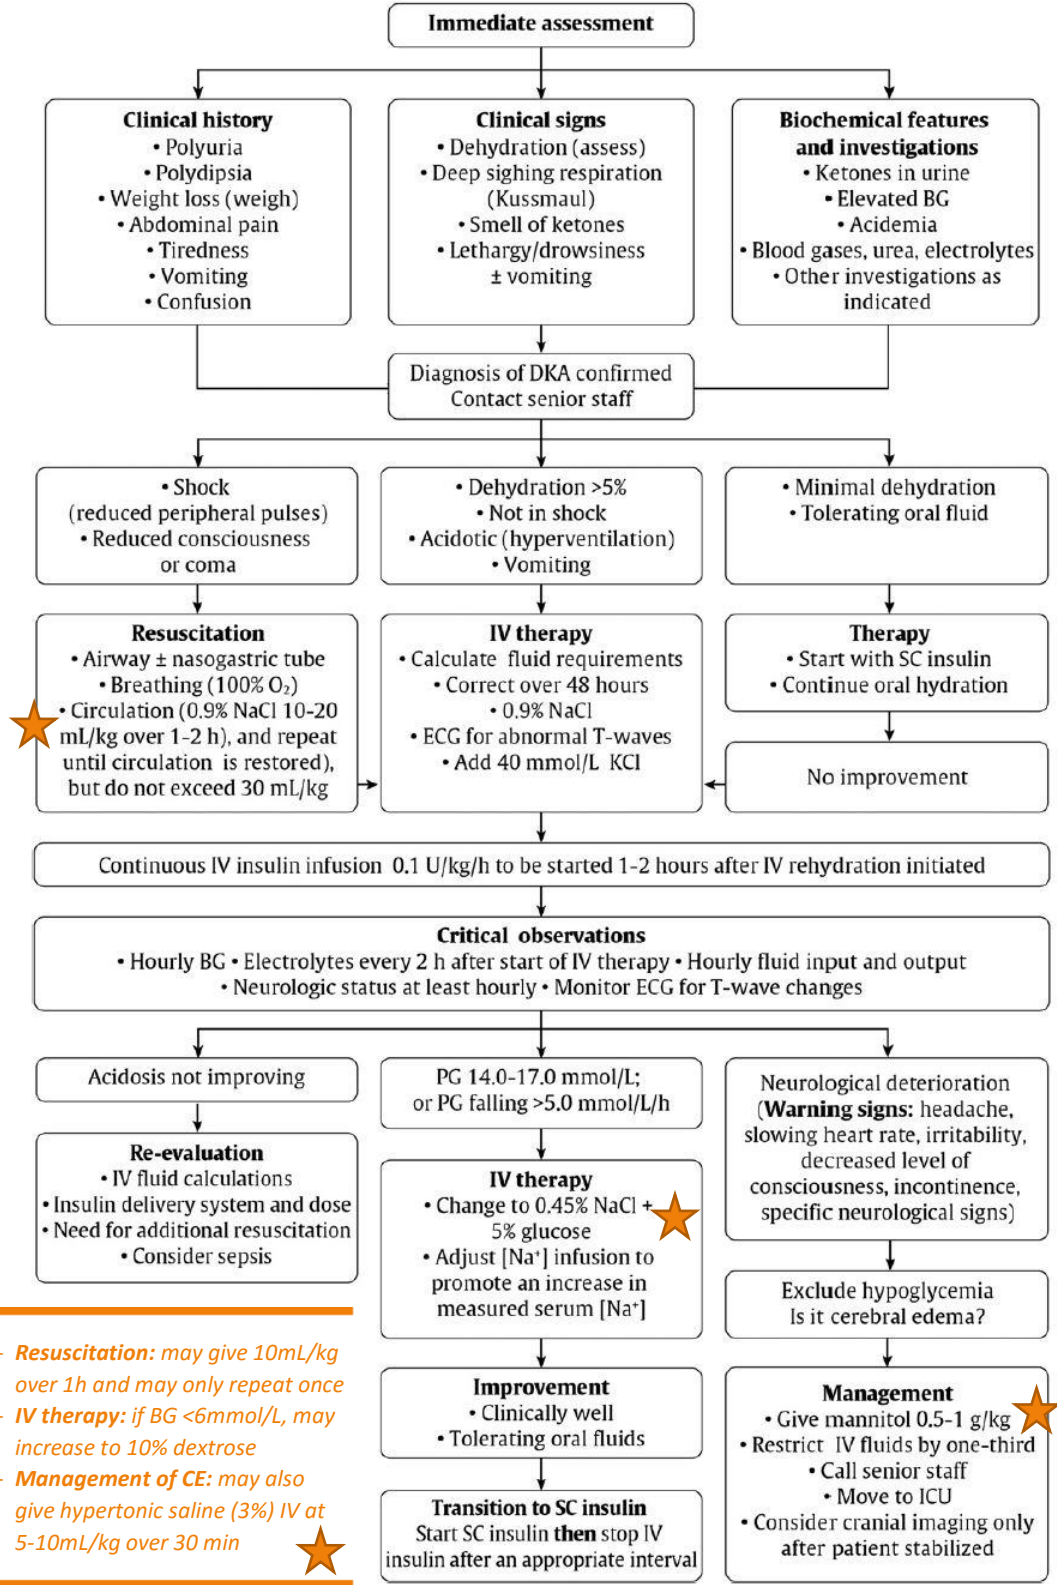 Immediate assessment
Clinical history
• Polyuria
• Polydipsia
• Weight loss (weigh)
• Abdominal pain
• Tiredness
• Vomiting
• Confusion
Clinical signs
• Dehydration (assess)
• Deep sighing respiration
(Kussmaul)
• Smell of ketones
• Lethargy/drowsiness
± vomiting
Biochemical features
and investigations
• Ketones in urine
• Elevated BG
• Acidemia
• Blood gases, urea, electrolytes
• Other investigations as
indicated
Diagnosis of DKA confirmed
Contact senior staff
• Shock
(reduced peripheral pulses)
• Reduced consciousness
or coma
• Dehydration >5%
• Not in shock
• Acidotic (hyperventilation)
• Vomiting
• Minimal dehydration
• Tolerating oral fluid
Resuscitation
• Airway ± nasogastric tube
• Breathing (100% O₂)
• Circulation (0.9% NaCl 10-20
mL/kg over 1-2 h), and repeat
until circulation is restored),
but do not exceed 30 mL/kg
IV therapy
• Calculate fluid requirements
• Correct over 48 hours
• 0.9% NaCl
• ECG for abnormal T-waves
• Add 40 mmol/L KCl
Therapy
• Start with SC insulin
• Continue oral hydration
No improvement
Continuous IV insulin infusion 0.1 U/kg/h to be started 1-2 hours after IV rehydration initiated
Critical observations
• Hourly BG • Electrolytes every 2 h after start of IV therapy • Hourly fluid input and output
• Neurologic status at least hourly • Monitor ECG for T-wave changes
Acidosis not improving
Re-evaluation
• IV fluid calculations
• Insulin delivery system and dose
• Need for additional resuscitation
• Consider sepsis
PG 14.0-17.0 mmol/L;
or PG falling >5.0 mmol/L/h
IV therapy
• Change to 0.45% NaCl +
5% glucose
• Adjust [Na⁺] infusion to
promote an increase in
measured serum [Na⁺]
Neurological deterioration
(Warning signs: headache,
slowing heart rate, irritability,
decreased level of
consciousness, incontinence,
specific neurological signs)
Exclude hypoglycemia
Is it cerebral edema?
Improvement
• Clinically well
• Tolerating oral fluids
Transition to SC insulin
Start SC insulin then stop IV
insulin after an appropriate interval
Management
• Give mannitol 0.5-1 g/kg
• Restrict IV fluids by one-third
• Call senior staff
• Move to ICU
• Consider cranial imaging only
after patient stabilized
- Resuscitation: may give 10mL/kg
over 1h and may only repeat once
- IV therapy: if BG <6mmol/L, may
increase to 10% dextrose
- Management of CE: may also
give hypertonic saline (3%) IV at
5-10mL/kg over 30 min